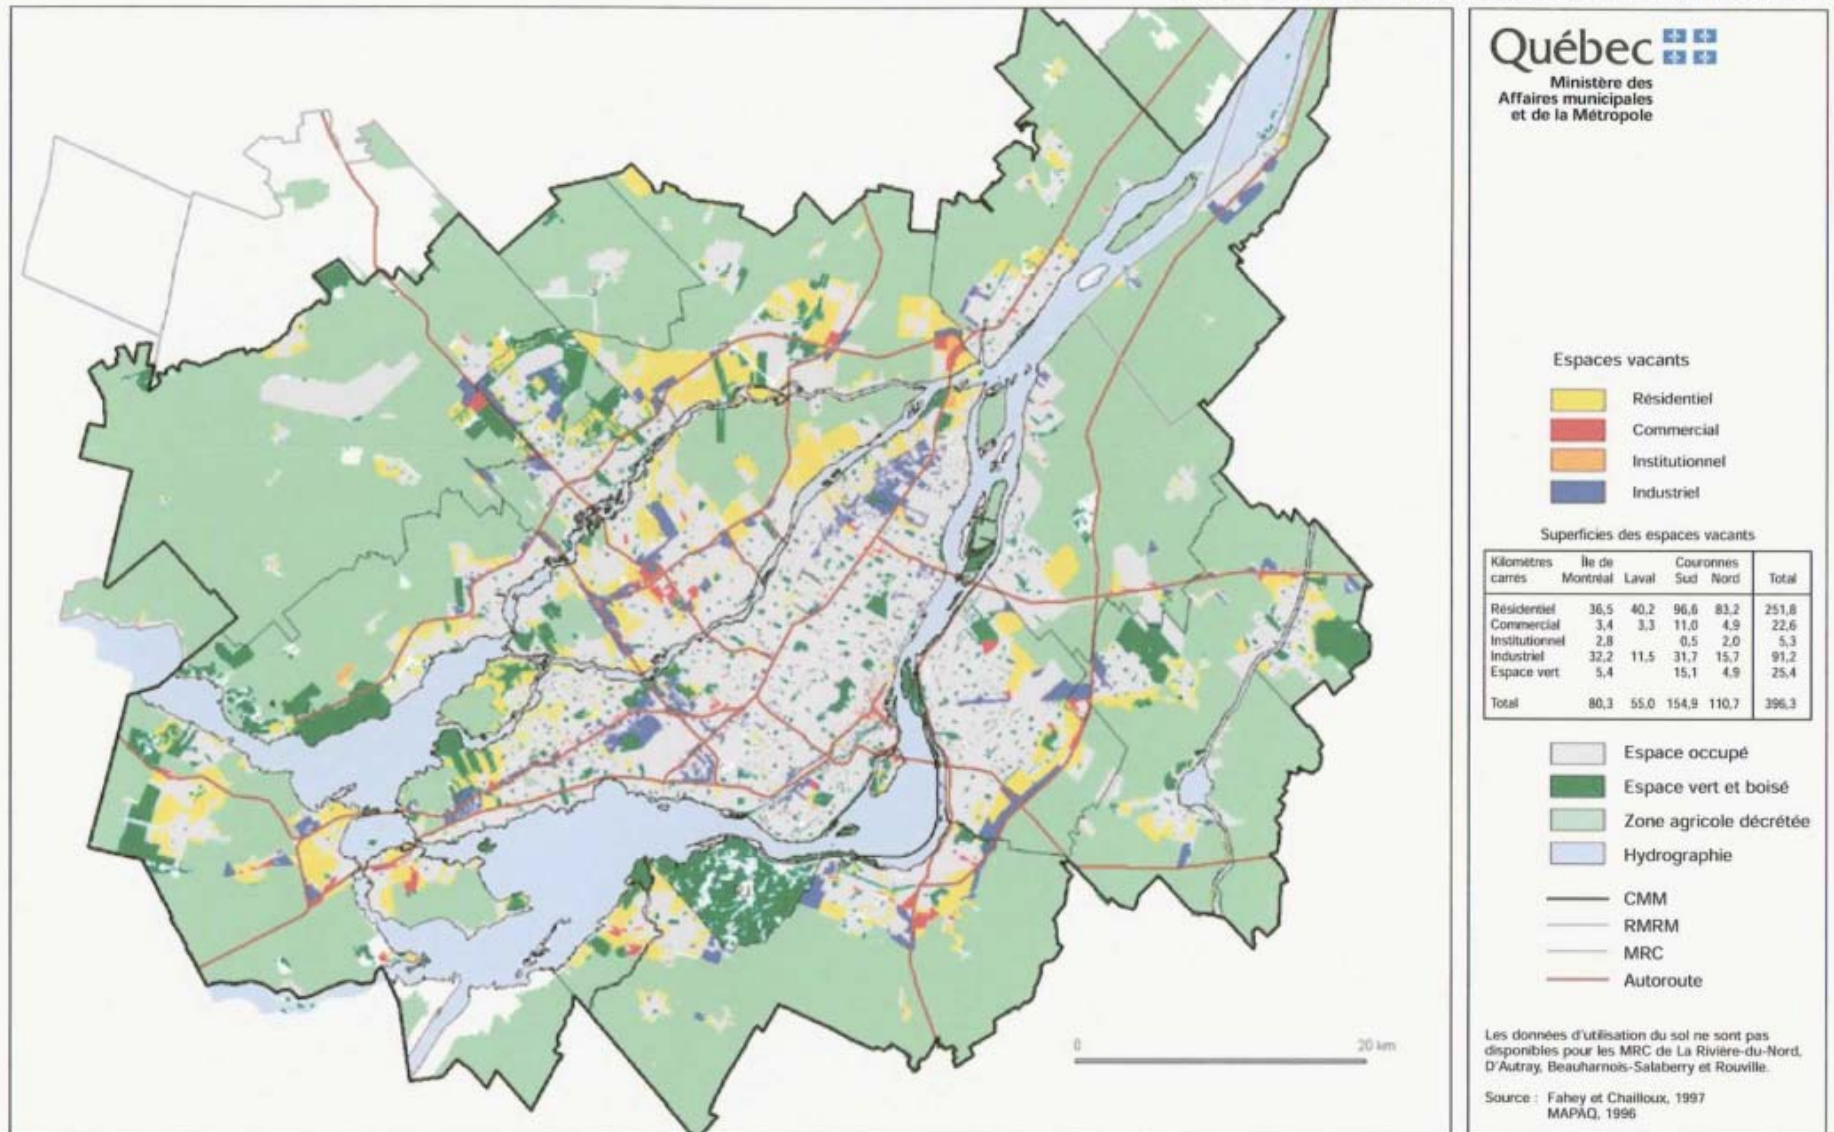 Québec
Ministère des
Affaires municipales
et de la Métropole
Espaces vacants
Résidentiel
Commercial
Institutionnel
Industriel
Superficies des espaces vacants
Kilomètres Île de Couronnes
carrés Montréal Laval Sud Nord Total
Résidentiel 36,5 40,2 96,6 83,2 251,8
Commercial 3,4 3,3 11,0 4,9 22,6
Institutionnel 2,8 0,5 2,0 5,3
Industriel 32,2 11,5 31,7 15,7 91,2
Espace vert 5,4 15,1 4,9 25,4
Total 80,3 55,0 154,9 110,7 396,3
Espace occupé
Espace vert et boisé
Zone agricole décrétée
Hydrographie
CMM
RMRM
MRC
Autoroute
0 20 km
Les données d'utilisation du sol ne sont pas
disponibles pour les MRC de La Rivière-du-Nord,
D'Autray, Beauharnois-Salaberry et Rouville.
Source : Fahey et Chailloux, 1997
MAPAQ, 1996